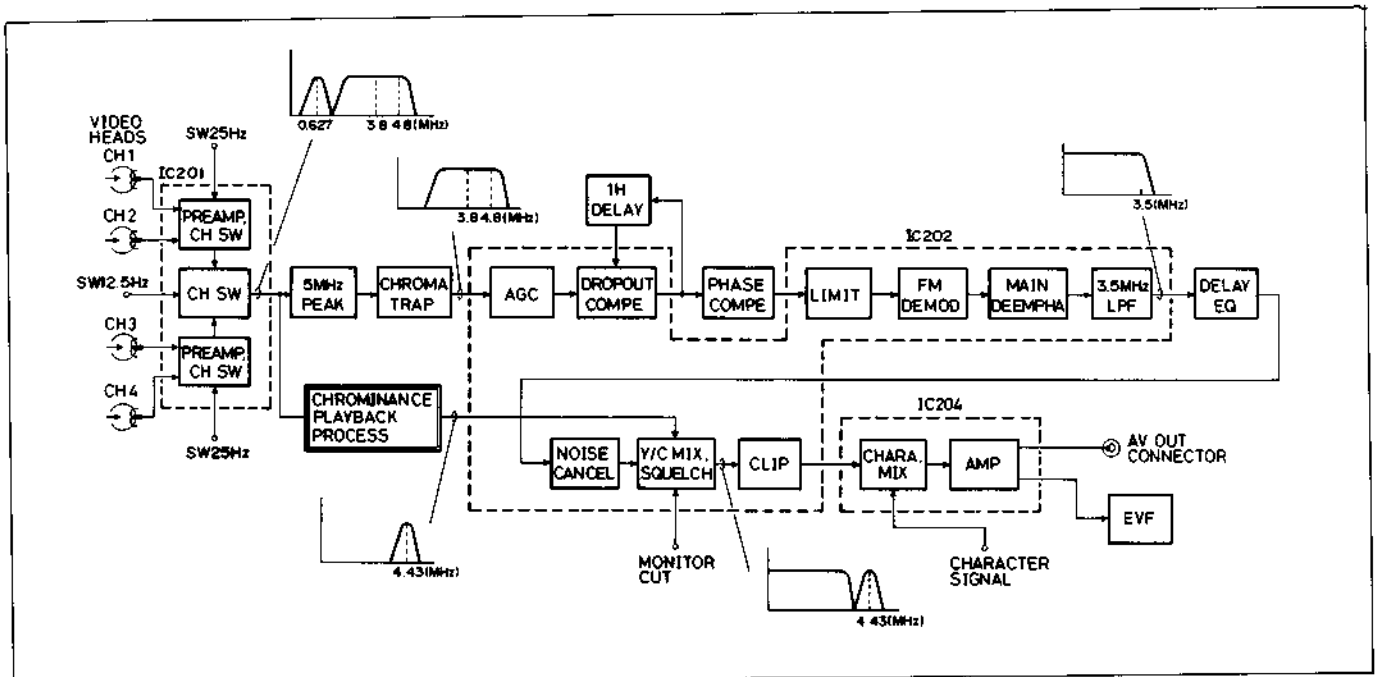 VIDEO
HEADS
CH1
CH2
SW12.5Hz
CH3
CH4
SW25Hz
IC201
PREAMP,
CH SW
CH SW
PREAMP,
CH SW
SW25Hz
0.627 3.8 4.8(MHz)
3.8 4.8(MHz)
5MHz
PEAK
CHROMA
TRAP
AGC
1H
DELAY
DROPOUT
COMPE
PHASE
COMPE
IC202
LIMIT
FM
DEMOD
MAIN
DEEMPHA
3.5MHz
LPF
3.5(MHz)
DELAY
EQ
CHROMINANCE
PLAYBACK
PROCESS
4.43(MHz)
NOISE
CANCEL
Y/C MIX,
SQUELCH
CLIP
MONITOR
CUT
4.43(MHz)
IC204
CHARA.
MIX
AMP
CHARACTER
SIGNAL
AV OUT
CONNECTOR
EVF